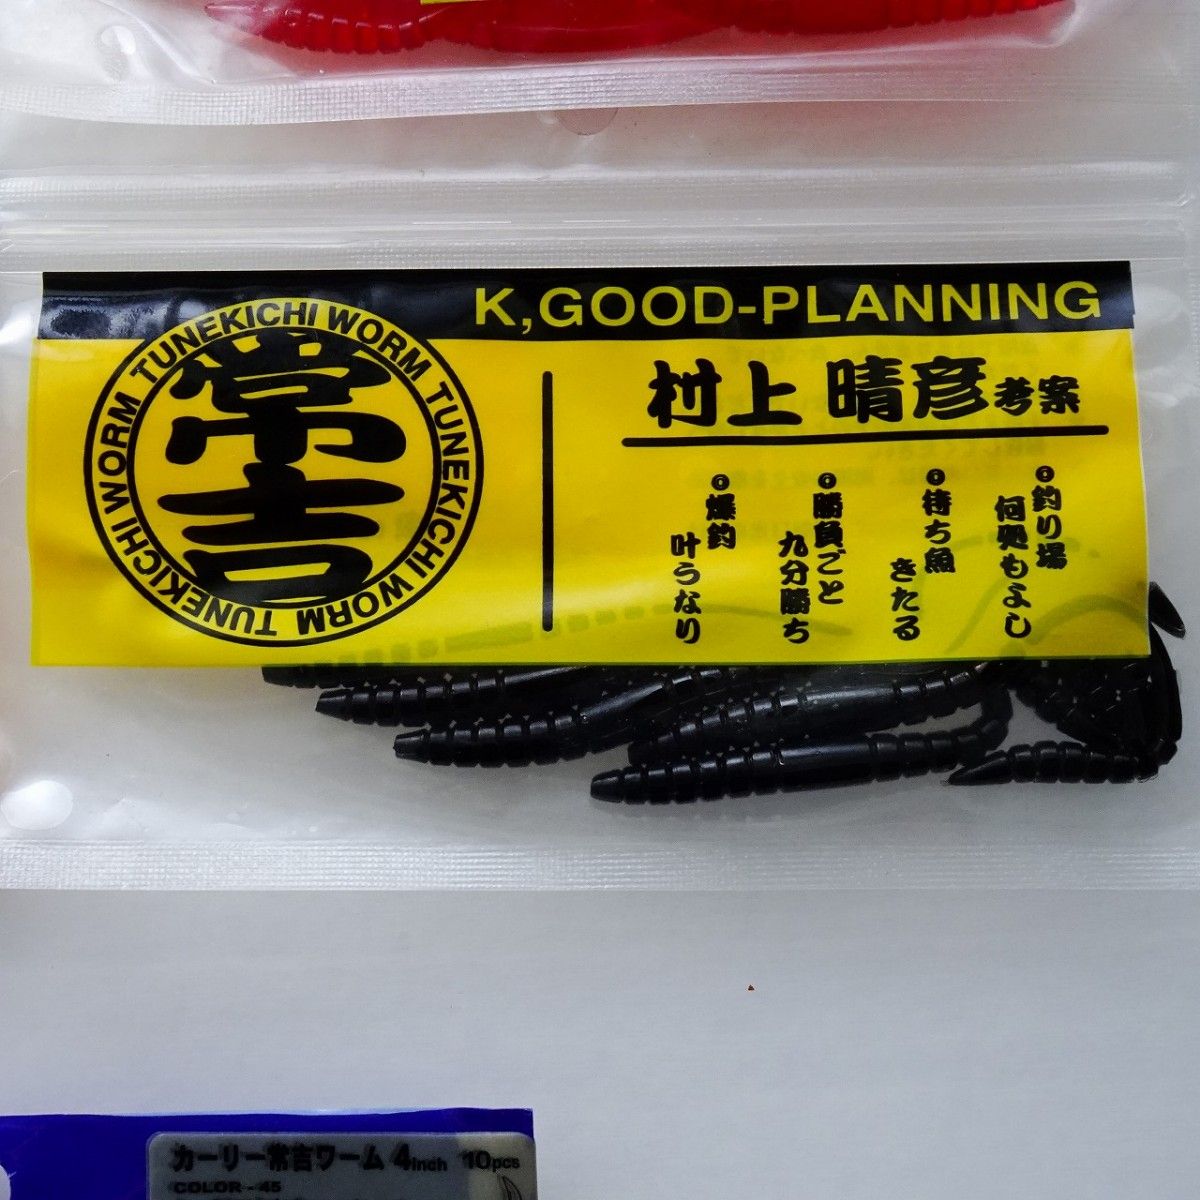 K,GOOD-PLANNING
TUNEKICHI WORM TUNEKICHI WORM TUNEKICHI WORM
常吉
村上 晴彦考案
釣り場
何処もよし
待ち魚
きたる
勝負ごと
九分勝ち
爆釣
叶うなり
カーリー常吉ワーム 4inch 10pcs
COLOR-45